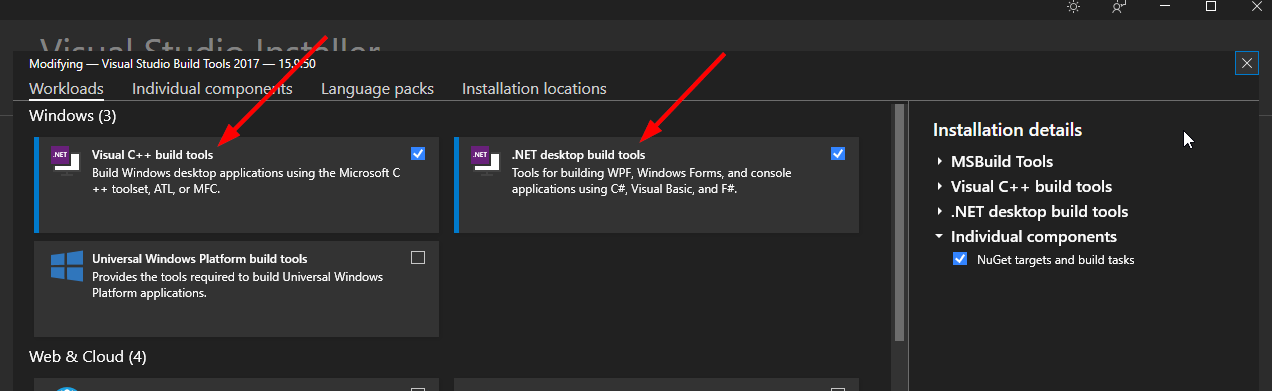 Visual Studio Installer
Modifying — Visual Studio Build Tools 2017 — 15.9.50
Workloads Individual components Language packs Installation locations
Windows (3)
.NET
Visual C++ build tools
Build Windows desktop applications using the Microsoft C
++ toolset, ATL, or MFC.
.NET
.NET desktop build tools
Tools for building WPF, Windows Forms, and console
applications using C#, Visual Basic, and F#.
Universal Windows Platform build tools
Provides the tools required to build Universal Windows
Platform applications.
Web & Cloud (4)
Installation details
MSBuild Tools
Visual C++ build tools
.NET desktop build tools
Individual components
NuGet targets and build tasks